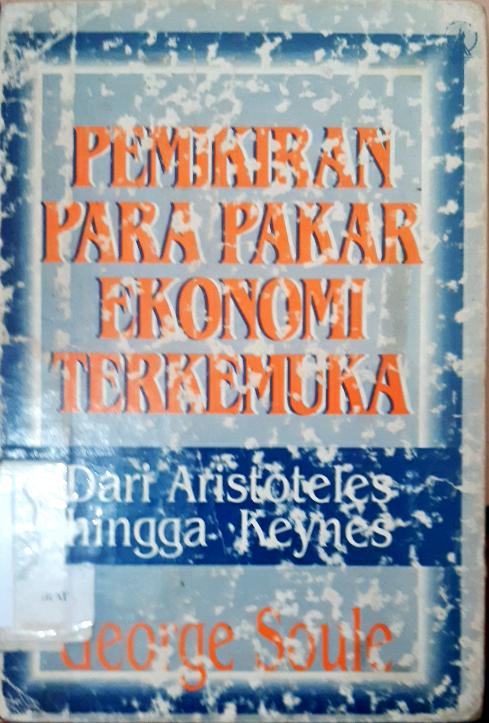 PEMIKIRAN
PARA PAKAR
EKONOMI
TERKEMUKA
Dari Aristoteles
hingga Keynes
George Soule